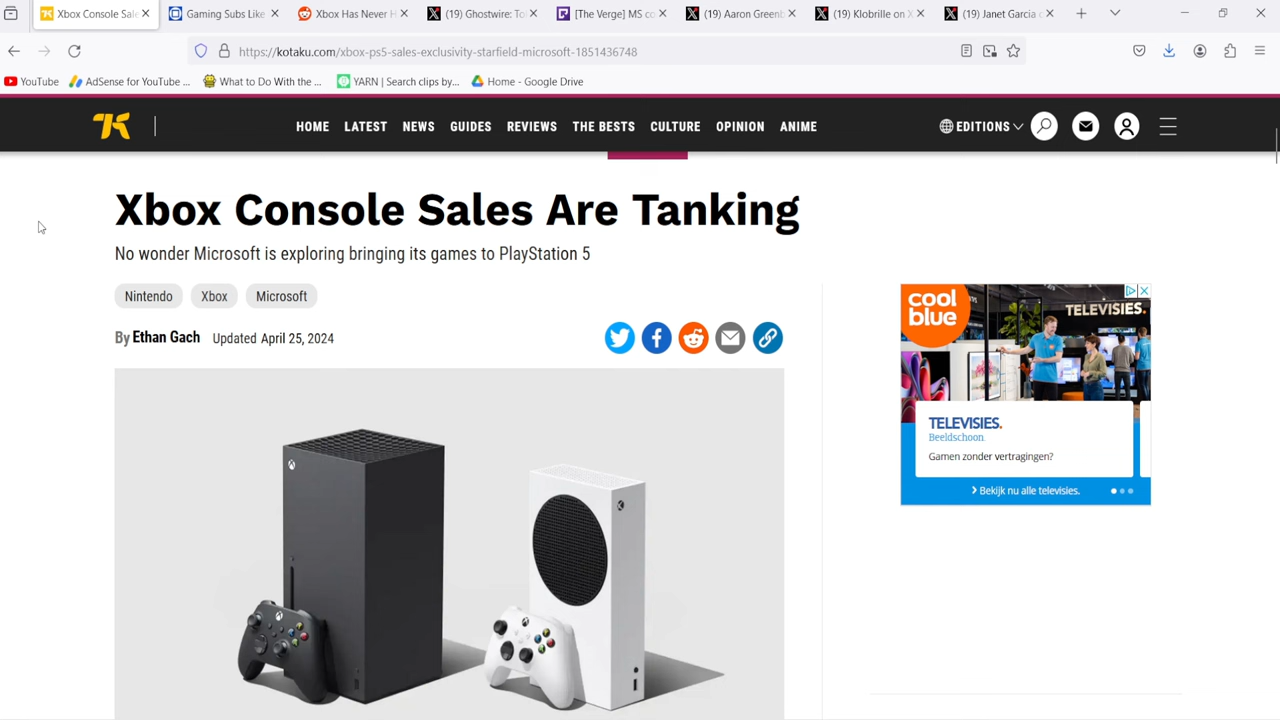 Xbox Console Sale
Gaming Subs Like
Xbox Has Never H
(19) Ghostwire: To
[The Verge] MS co
(19) Aaron Greenb
(19) Klobrille on X
(19) Janet Garcia o
https://kotaku.com/xbox-ps5-sales-exclusivity-starfield-microsoft-1851436748
YouTube
AdSense for YouTube ...
What to Do With the ...
YARN | Search clips by...
Home - Google Drive
HOME
LATEST
NEWS
GUIDES
REVIEWS
THE BESTS
CULTURE
OPINION
ANIME
EDITIONS
Xbox Console Sales Are Tanking
No wonder Microsoft is exploring bringing its games to PlayStation 5
Nintendo
Xbox
Microsoft
By Ethan Gach Updated April 25, 2024
cool
blue
TELEVISIES.
TELEVISIES.
Beeldschoon.
Gamen zonder vertragingen?
Bekijk nu alle televisies.